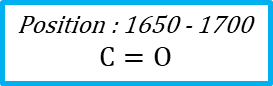 Position : 1650 - 1700
C = O